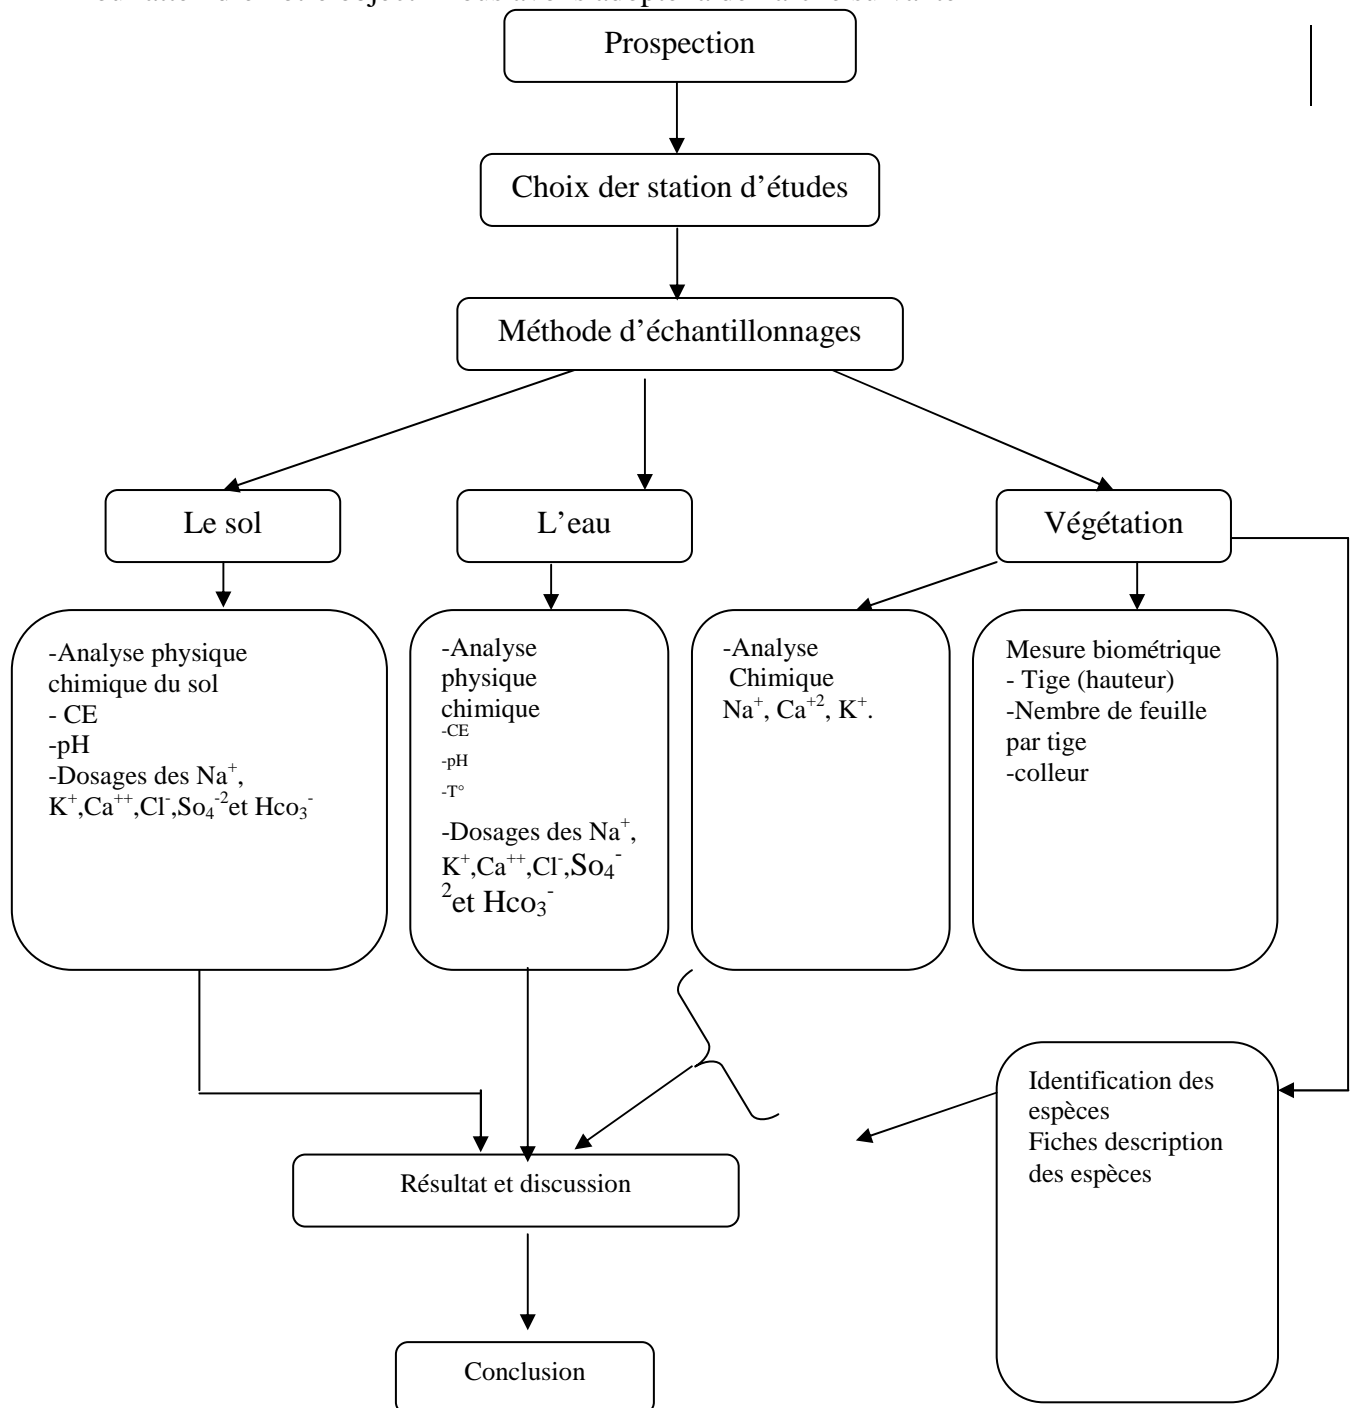 Prospection
Choix der station d’études
Méthode d’échantillonnages
Le sol
L’eau
Végétation
-Analyse physique
chimique du sol
- CE
-pH
-Dosages des Na⁺,
K⁺,Ca⁺⁺,Cl⁻,So₄⁻²et Hco₃⁻
-Analyse
physique
chimique
-CE
-pH
-T°
-Dosages des Na⁺,
K⁺,Ca⁺⁺,Cl⁻,So₄⁻
²et Hco₃⁻
-Analyse
Chimique
Na⁺, Ca⁺², K⁺.
Mesure biométrique
- Tige (hauteur)
-Nembre de feuille
par tige
-colleur
Identification des
espèces
Fiches description
des espèces
Résultat et discussion
Conclusion